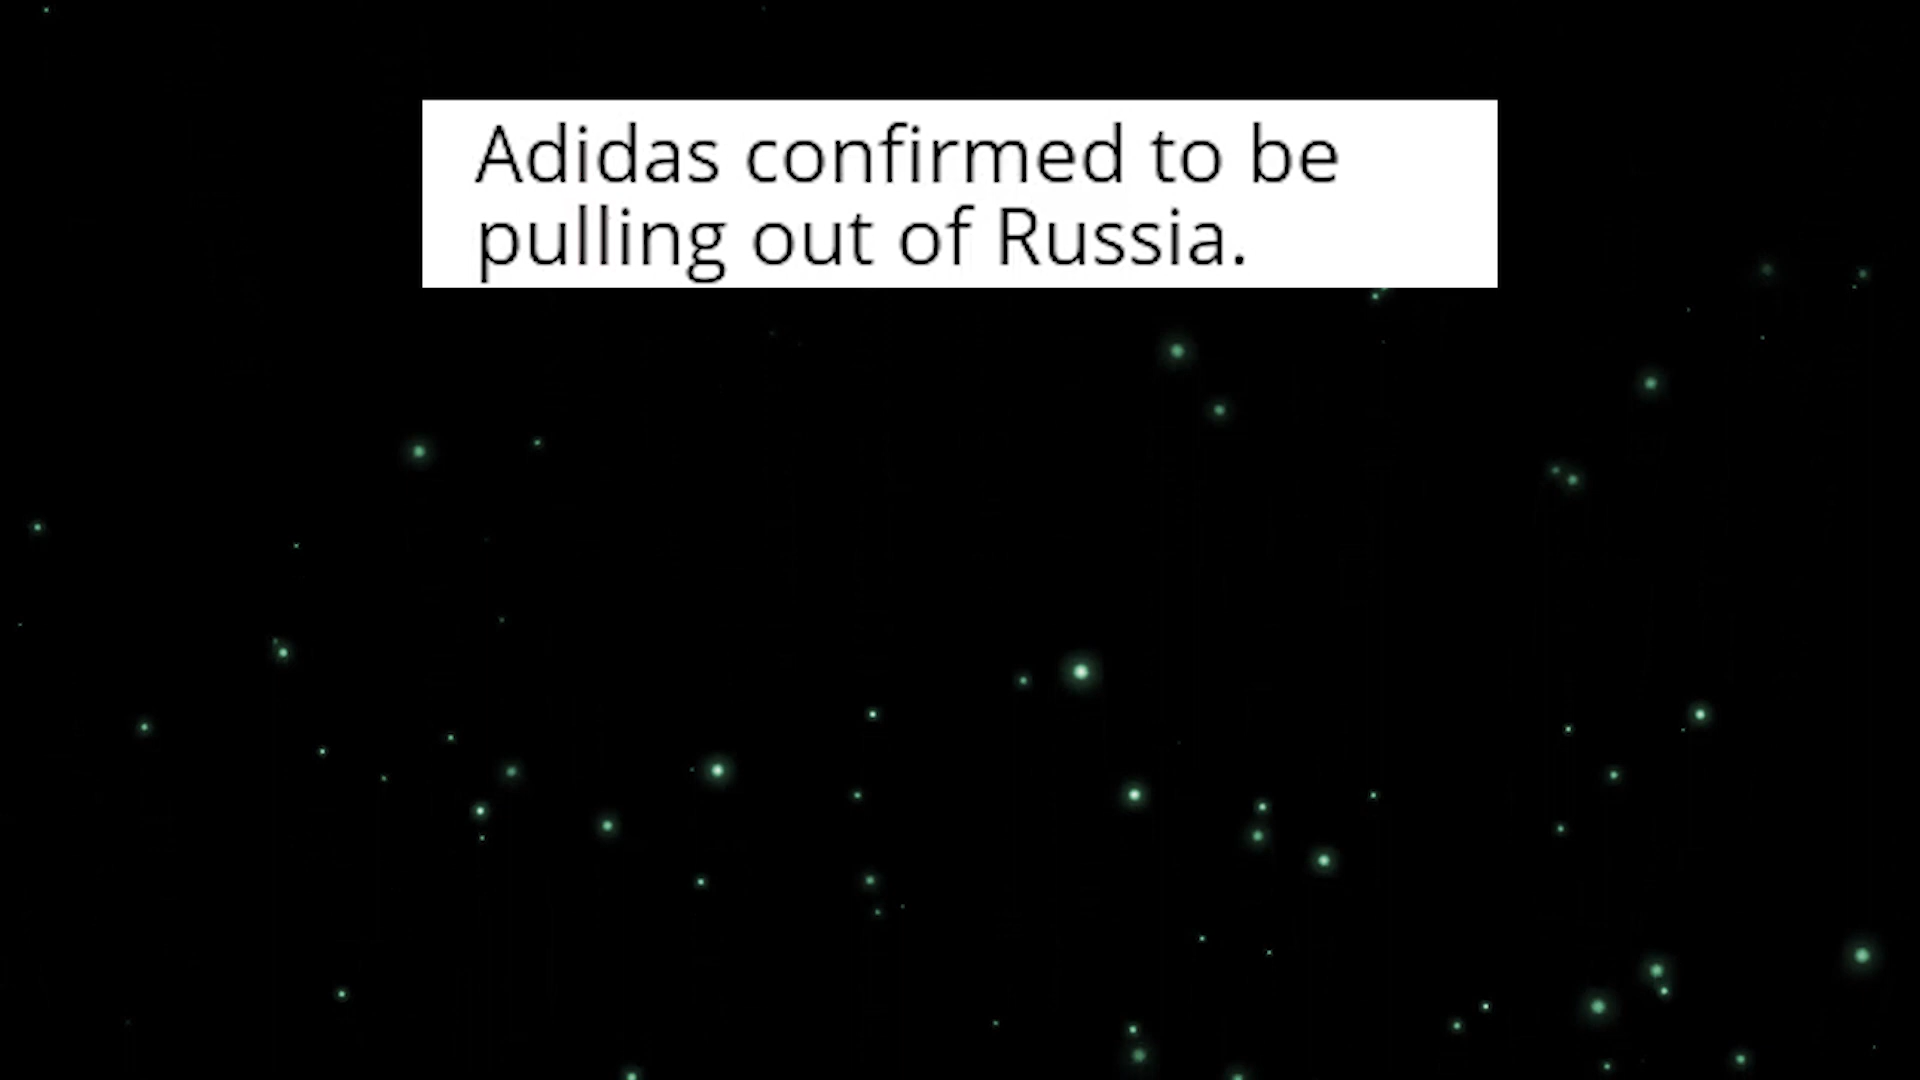 Adidas confirmed to be
pulling out of Russia.